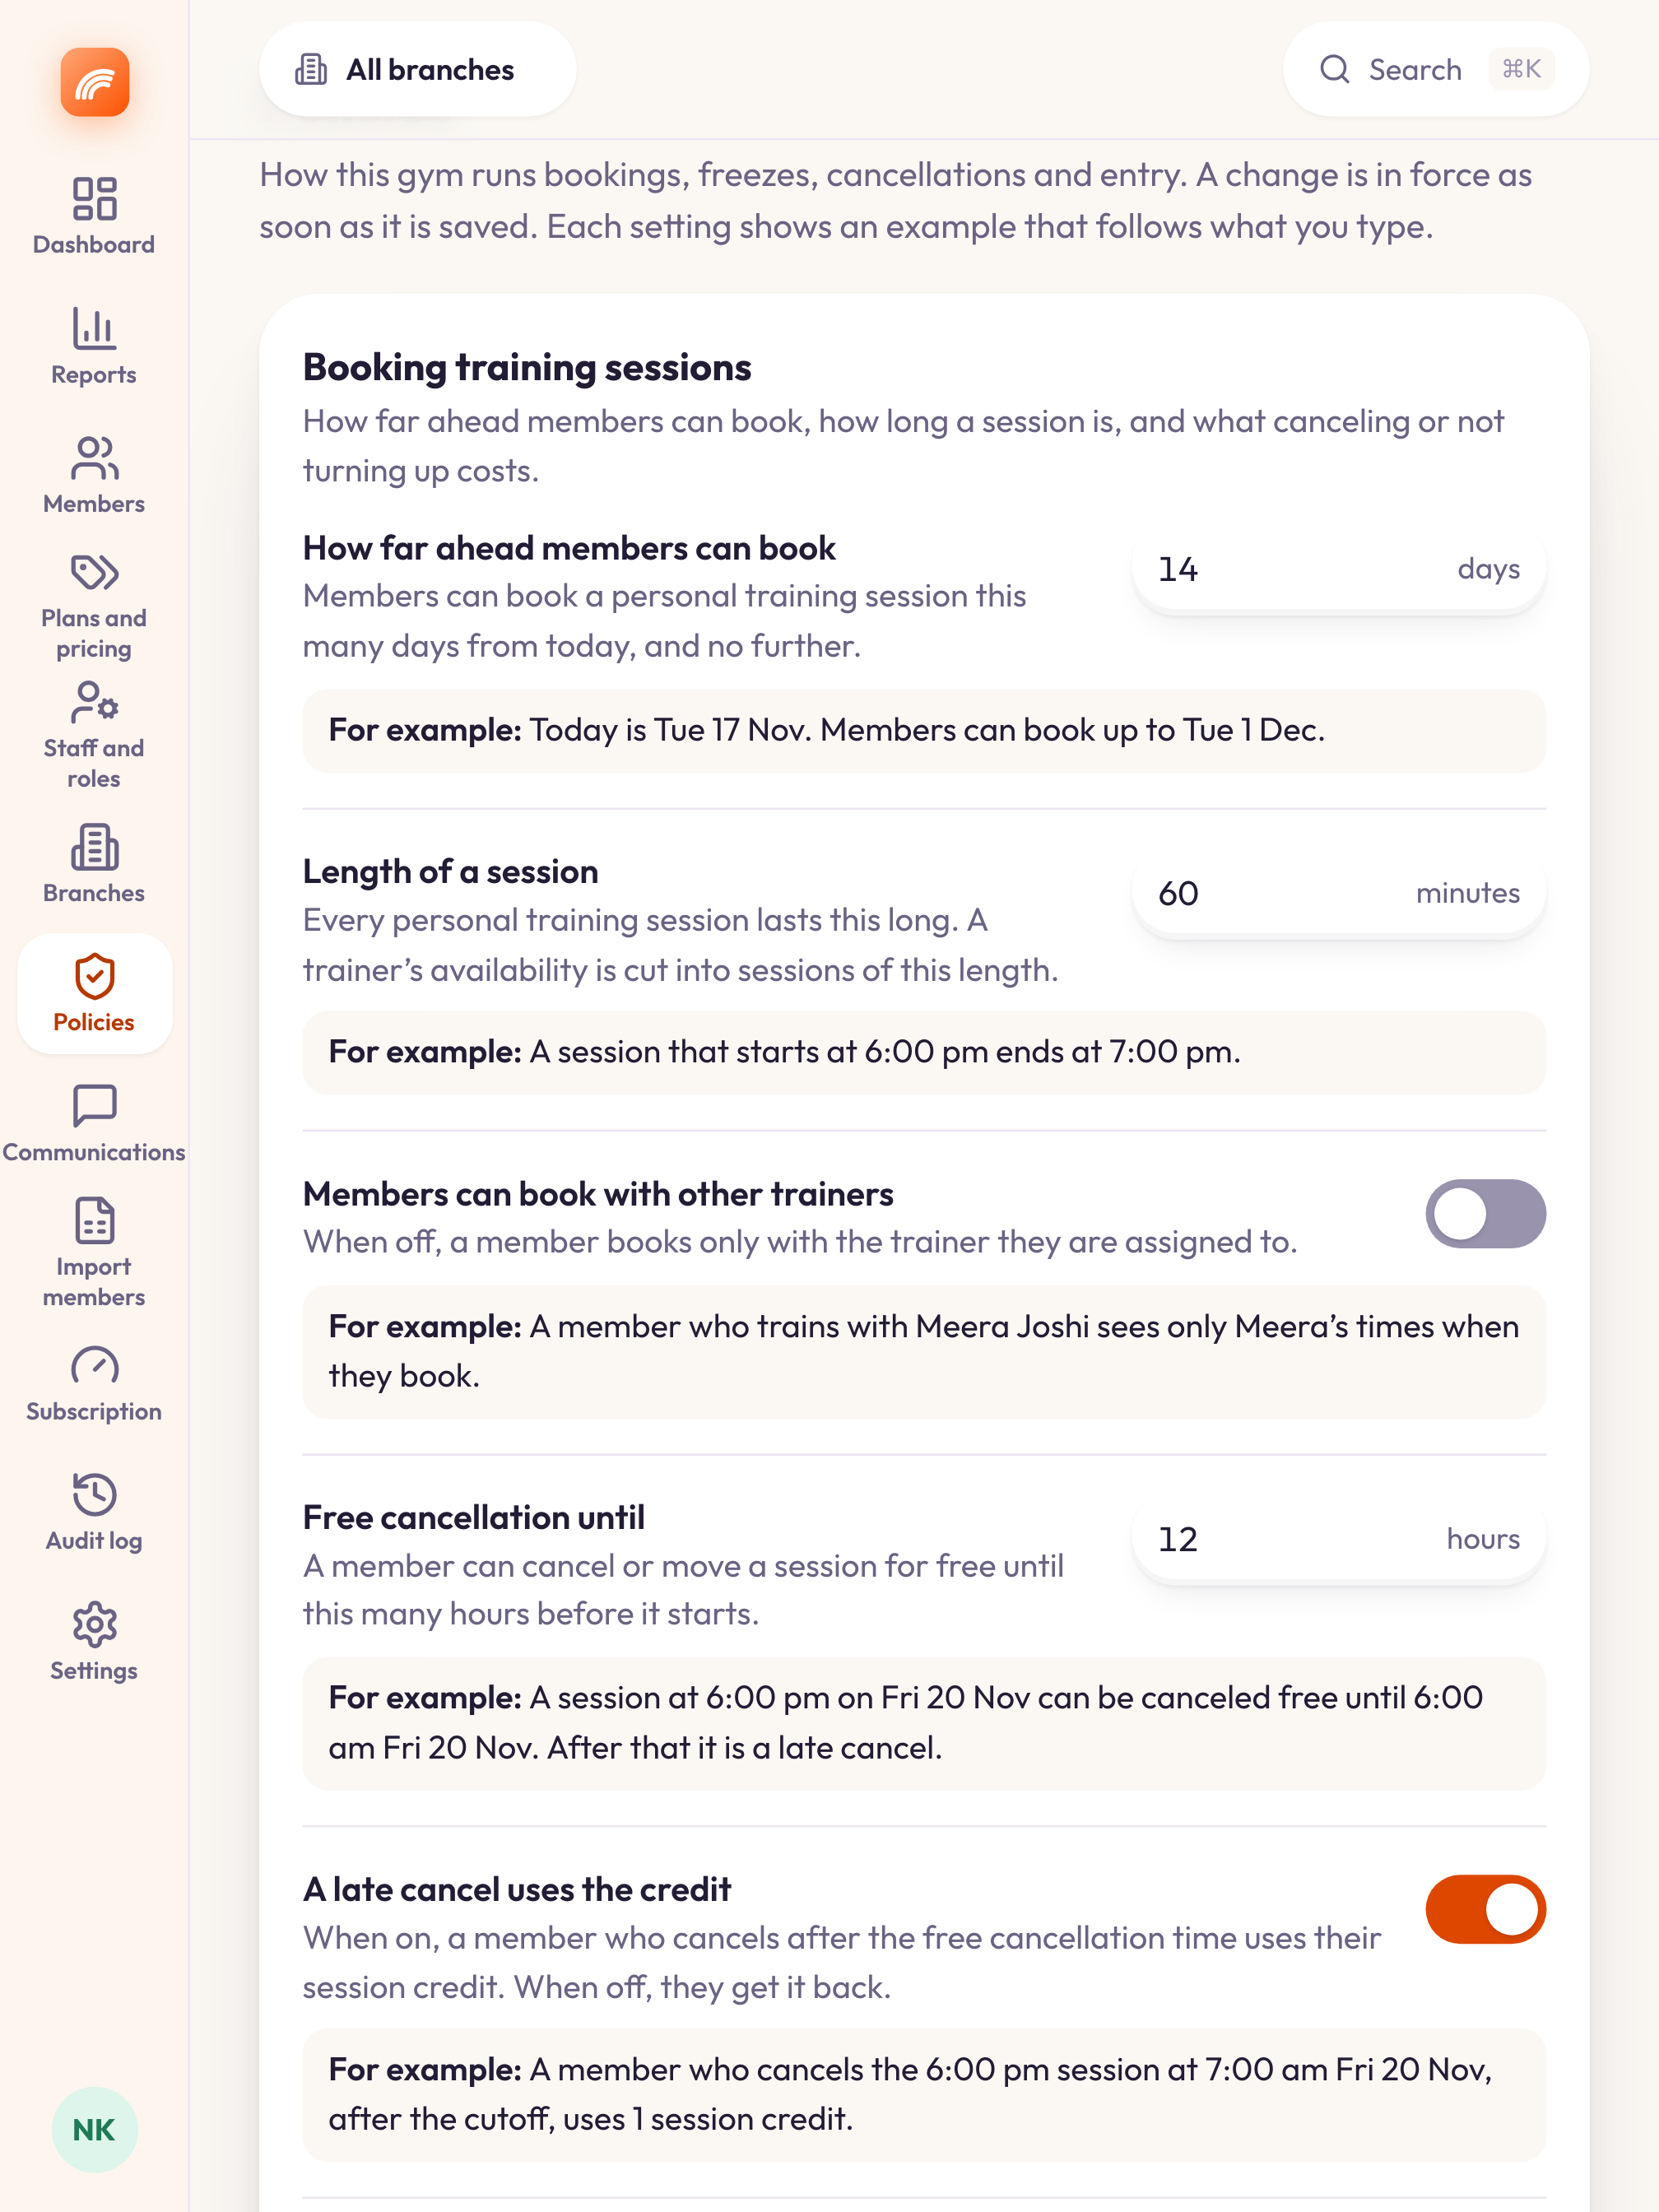 All branches
Search ⌘K
Dashboard
Reports
Members
Plans and
pricing
Staff and
roles
Branches
Policies
Communications
Import
members
Subscription
Audit log
Settings
NK
How this gym runs bookings, freezes, cancellations and entry. A change is in force as
soon as it is saved. Each setting shows an example that follows what you type.
Booking training sessions
How far ahead members can book, how long a session is, and what canceling or not
turning up costs.
How far ahead members can book
14 days
Members can book a personal training session this
many days from today, and no further.
For example: Today is Tue 17 Nov. Members can book up to Tue 1 Dec.
Length of a session
60 minutes
Every personal training session lasts this long. A
trainer’s availability is cut into sessions of this length.
For example: A session that starts at 6:00 pm ends at 7:00 pm.
Members can book with other trainers
When off, a member books only with the trainer they are assigned to.
For example: A member who trains with Meera Joshi sees only Meera’s times when
they book.
Free cancellation until
12 hours
A member can cancel or move a session for free until
this many hours before it starts.
For example: A session at 6:00 pm on Fri 20 Nov can be canceled free until 6:00
am Fri 20 Nov. After that it is a late cancel.
A late cancel uses the credit
When on, a member who cancels after the free cancellation time uses their
session credit. When off, they get it back.
For example: A member who cancels the 6:00 pm session at 7:00 am Fri 20 Nov,
after the cutoff, uses 1 session credit.